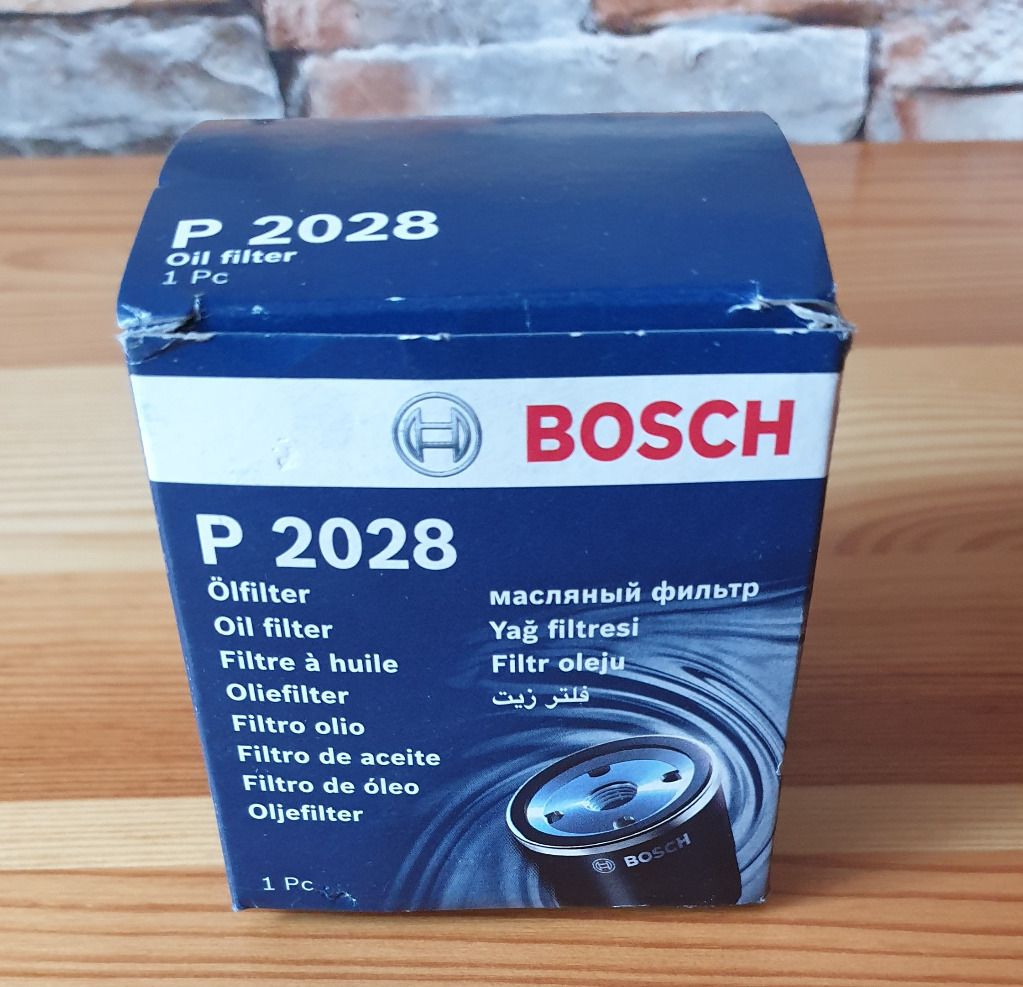 P 2028
Oil filter
1 Pc
BOSCH
P 2028
Ölfilter
Oil filter
Filtre à huile
Oliefilter
Filtro olio
Filtro de aceite
Filtro de óleo
Oljefilter
масляный фильтр
Yağ filtresi
Filtr oleju
فلتر زيت
BOSCH
1 Pc